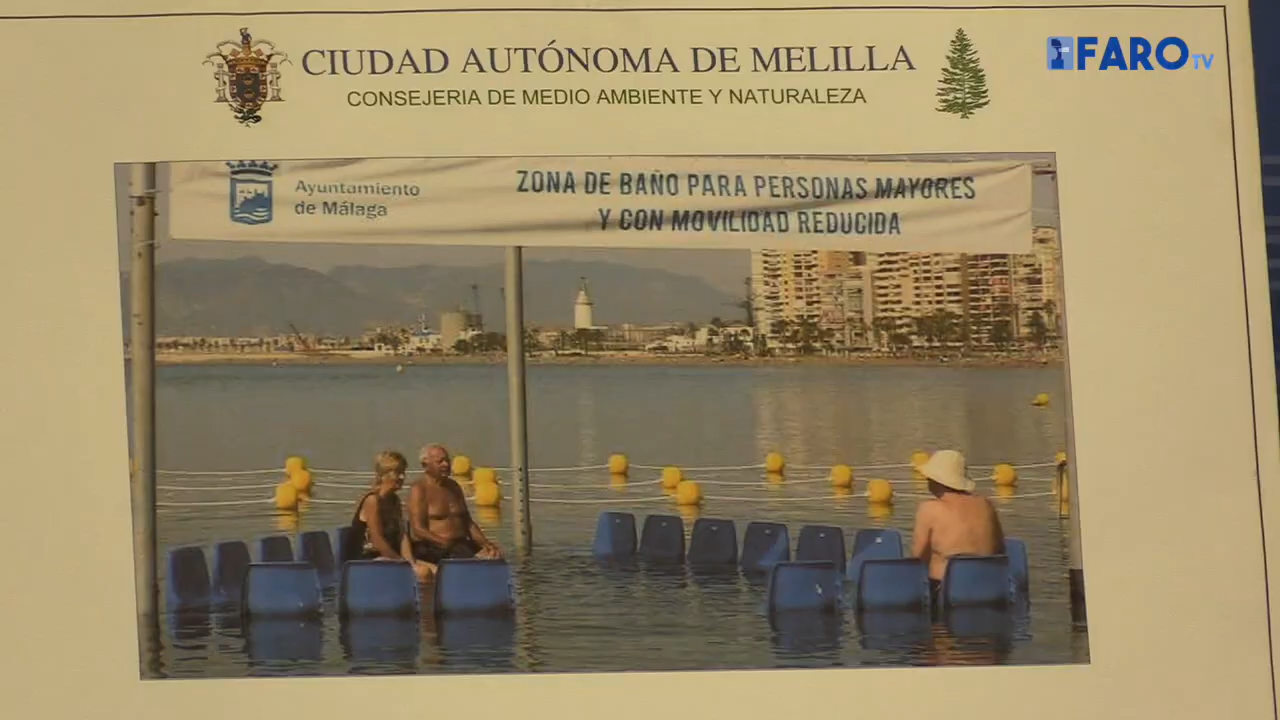 CIUDAD AUTÓNOMA DE MELILLA
CONSEJERIA DE MEDIO AMBIENTE Y NATURALEZA
FARO TV
Ayuntamiento
de Málaga
ZONA DE BAÑO PARA PERSONAS MAYORES
Y CON MOVILIDAD REDUCIDA